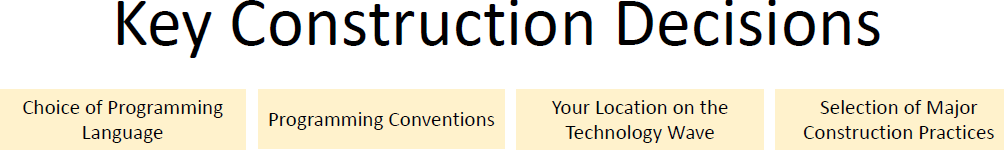 Key Construction Decisions
Choice of Programming
Language
Programming Conventions
Your Location on the
Technology Wave
Selection of Major
Construction Practices